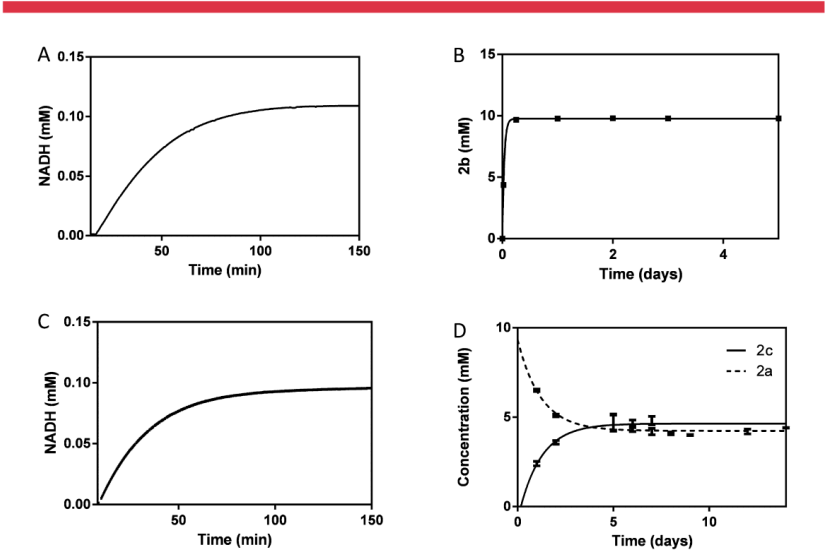 A
0.15
0.10
0.05
0.00
NADH (mM)
50
100
150
Time (min)
B
15
10
5
0
2b (mM)
0
2
4
Time (days)
C
0.15
0.10
0.05
0.00
NADH (mM)
50
100
150
Time (min)
D
10
5
0
Concentration (mM)
2c
2a
0
5
10
Time (days)